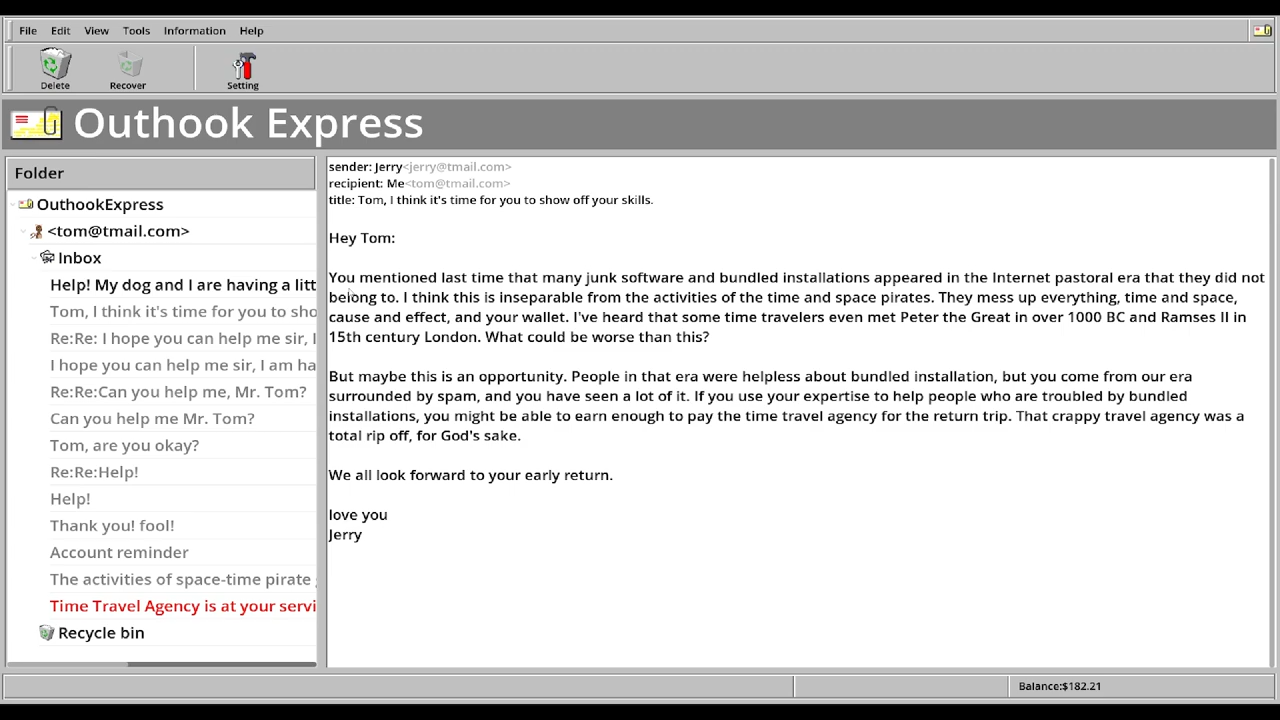 File Edit View Tools Information Help
Delete Recover Setting
Outhook Express
Folder
OuthookExpress
<tom@tmail.com>
Inbox
Help! My dog and I are having a litt
Tom, I think it's time for you to sho
Re:Re: I hope you can help me sir, I
I hope you can help me sir, I am ha
Re:Re:Can you help me, Mr. Tom?
Can you help me Mr. Tom?
Tom, are you okay?
Re:Re:Help!
Help!
Thank you! fool!
Account reminder
The activities of space-time pirate
Time Travel Agency is at your servi
Recycle bin
sender: Jerry<jerry@tmail.com>
recipient: Me<tom@tmail.com>
title: Tom, I think it's time for you to show off your skills.
Hey Tom:
You mentioned last time that many junk software and bundled installations appeared in the Internet pastoral era that they did not
belong to. I think this is inseparable from the activities of the time and space pirates. They mess up everything, time and space,
cause and effect, and your wallet. I've heard that some time travelers even met Peter the Great in over 1000 BC and Ramses II in
15th century London. What could be worse than this?
But maybe this is an opportunity. People in that era were helpless about bundled installation, but you come from our era
surrounded by spam, and you have seen a lot of it. If you use your expertise to help people who are troubled by bundled
installations, you might be able to earn enough to pay the time travel agency for the return trip. That crappy travel agency was a
total rip off, for God's sake.
We all look forward to your early return.
love you
Jerry
Balance:$182.21